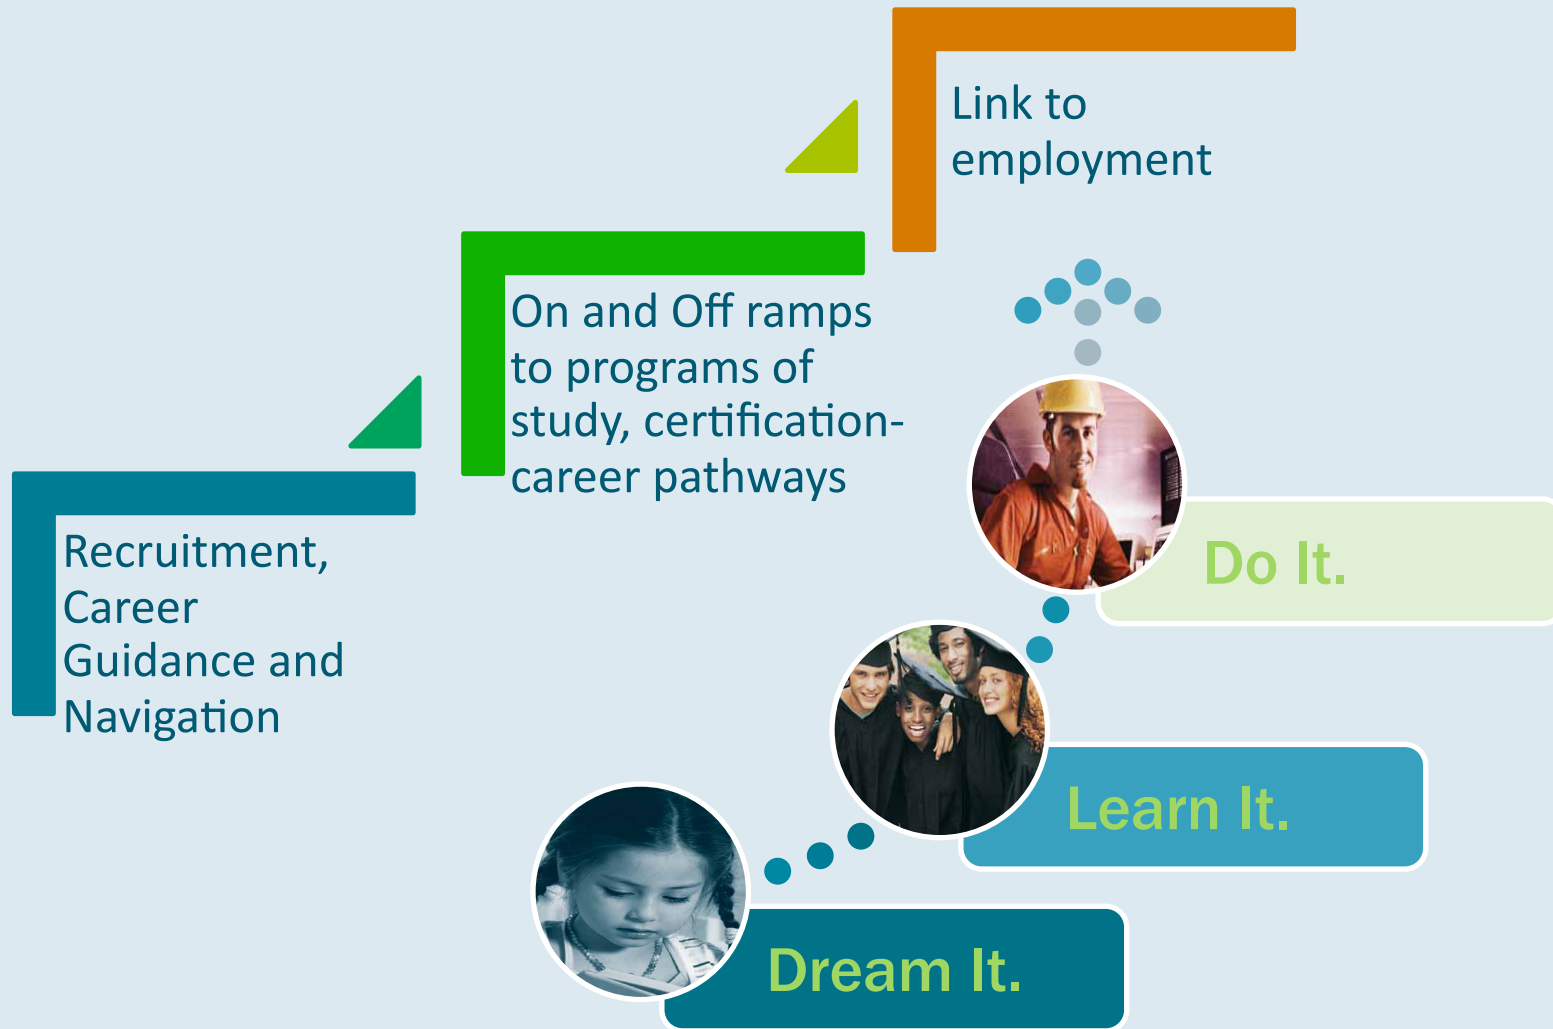 Link to
employment
On and Off ramps
to programs of
study, certification-
career pathways
Recruitment,
Career
Guidance and
Navigation
Do It.
Learn It.
Dream It.